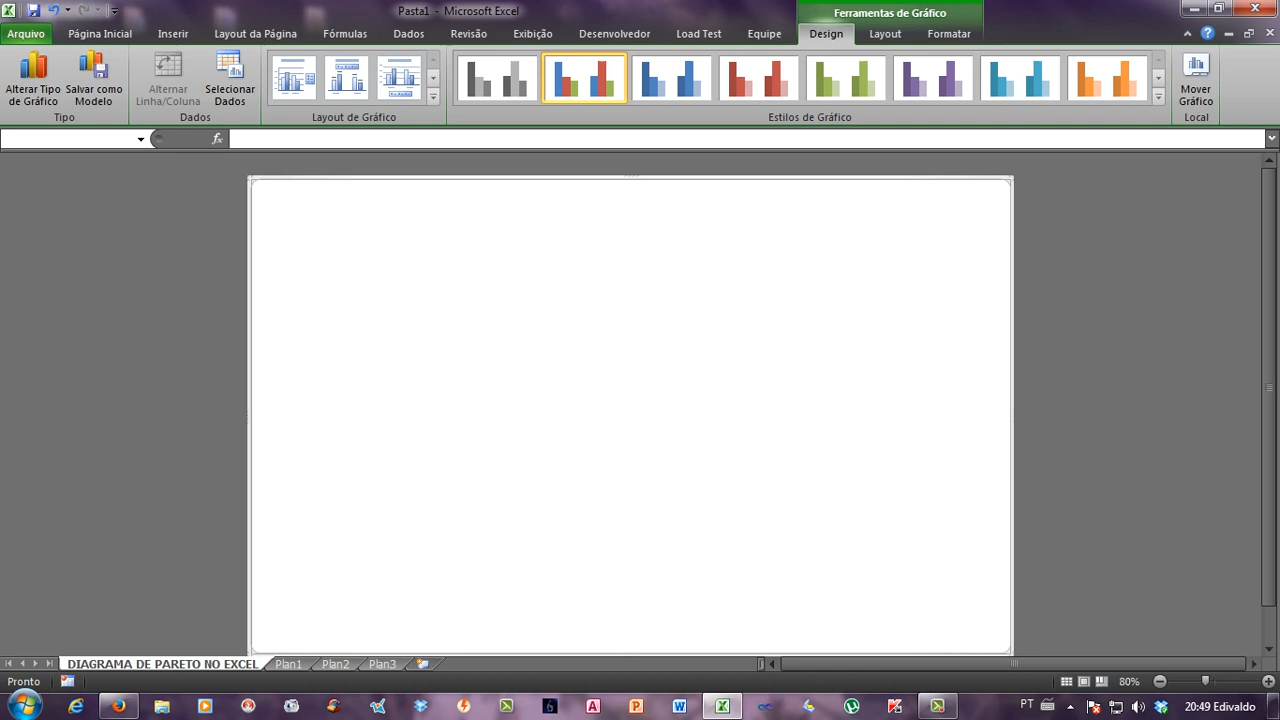 Pasta1 - Microsoft Excel
Ferramentas de Gráfico
Arquivo Página Inicial Inserir Layout da Página Fórmulas Dados Revisão Exibição Desenvolvedor Load Test Equipe Design Layout Formatar
Alterar Tipo de Gráfico
Salvar como Modelo
Alternar Linha/Coluna
Selecionar Dados
Mover Gráfico
Tipo Dados Layout de Gráfico Estilos de Gráfico Local
fx
DIAGRAMA DE PARETO NO EXCEL Plan1 Plan2 Plan3
Pronto 80%
PT 20:49 Edivaldo